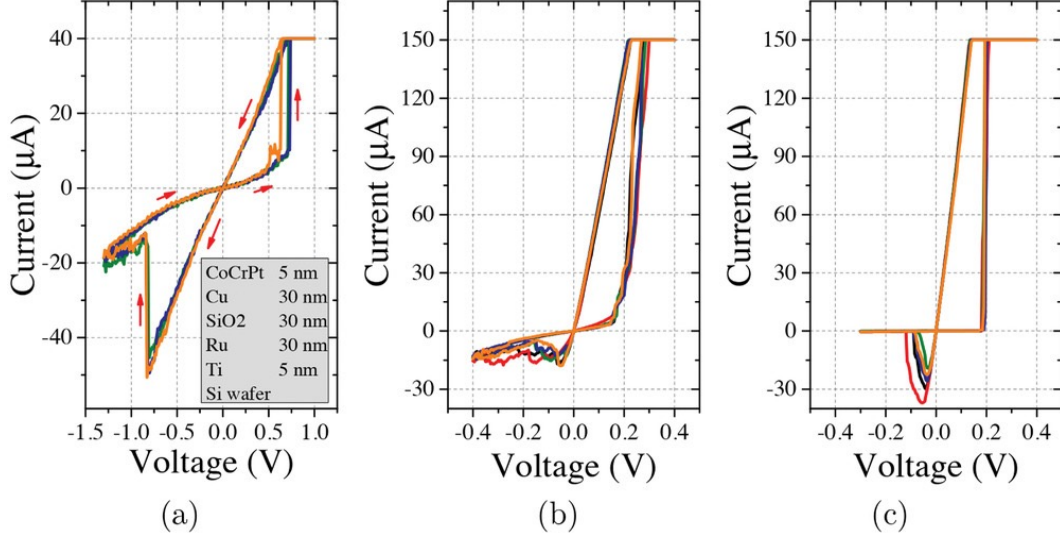 Current (µA)
40
20
0
-20
-40
-1.5 -1.0 -0.5 0.0 0.5 1.0
Voltage (V)
CoCrPt 5 nm
Cu 30 nm
SiO2 30 nm
Ru 30 nm
Ti 5 nm
Si wafer
(a)
Current (µA)
150
120
90
60
30
0
-30
-0.4 -0.2 0.0 0.2 0.4
Voltage (V)
(b)
Current (µA)
150
120
90
60
30
0
-30
-0.4 -0.2 0.0 0.2 0.4
Voltage (V)
(c)